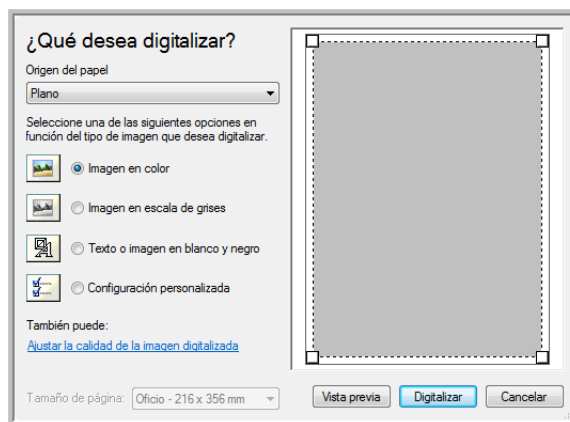 ¿Qué desea digitalizar?
Origen del papel
Plano
Seleccione una de las siguientes opciones en
función del tipo de imagen que desea digitalizar.
Imagen en color
Imagen en escala de grises
Texto o imagen en blanco y negro
Configuración personalizada
También puede:
Ajustar la calidad de la imagen digitalizada
Tamaño de página: Oficio - 216 x 356 mm
Vista previa Digitalizar Cancelar